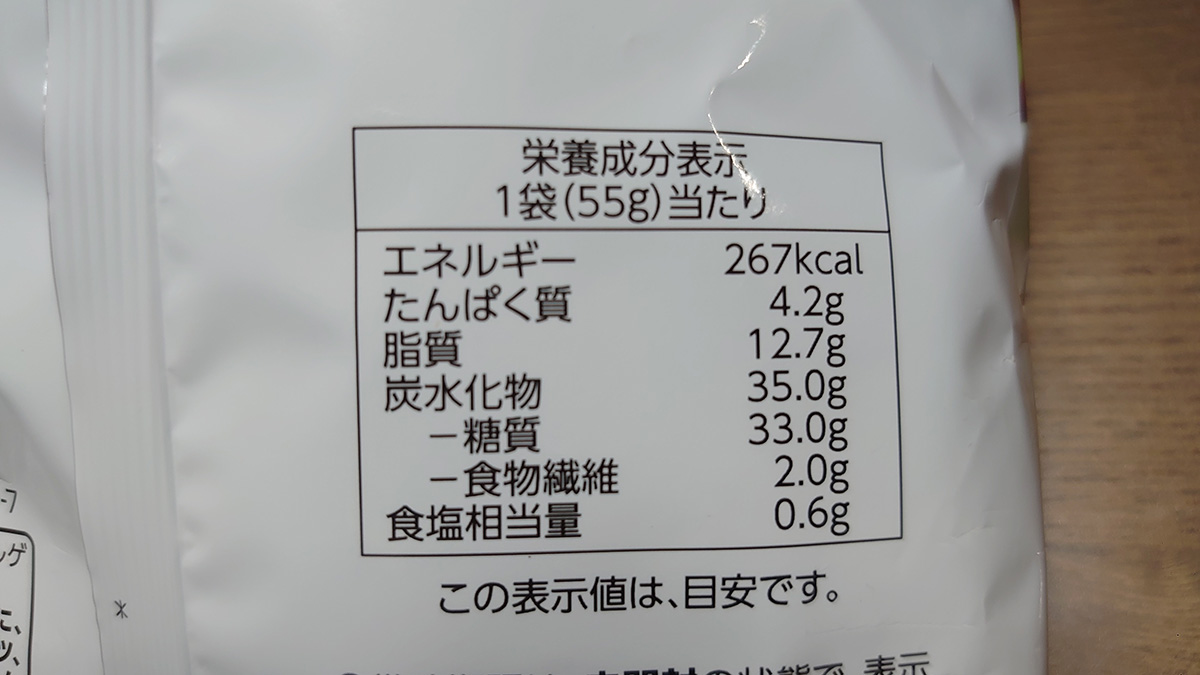 栄養成分表示
1袋(55g)当たり
エネルギー 267kcal
たんぱく質 4.2g
脂質 12.7g
炭水化物 35.0g
－糖質 33.0g
－食物繊維 2.0g
食塩相当量 0.6g
この表示値は、目安です。
-7
ルゲ
*